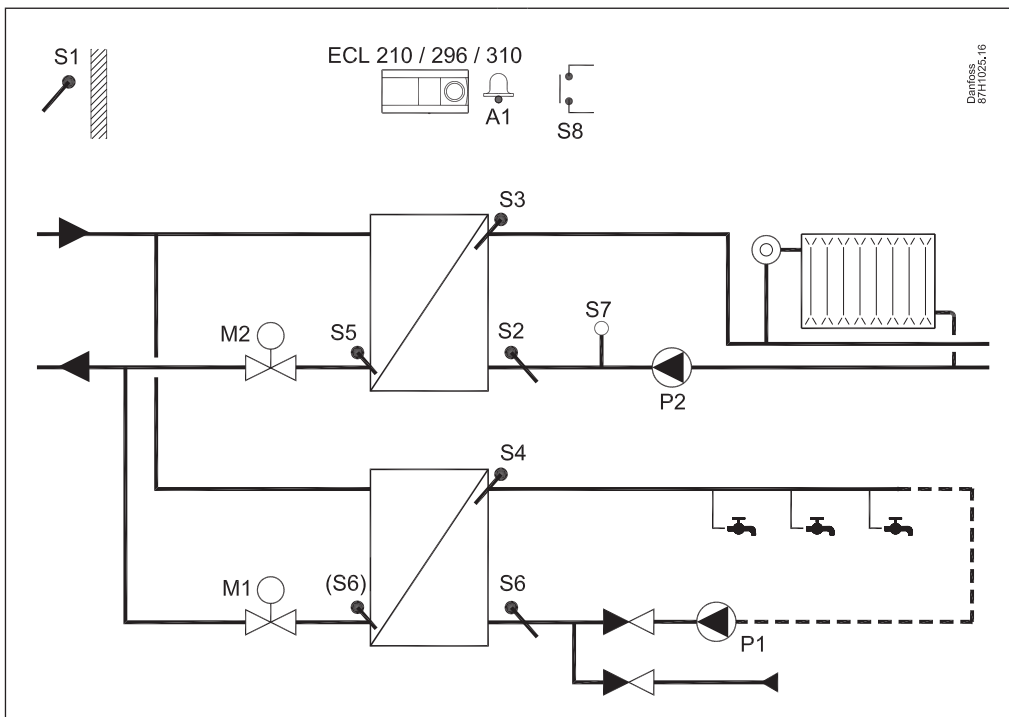 S1
ECL 210 / 296 / 310
A1
S8
Danfoss
87H1025.16
S3
M2
S5
S2
S7
P2
S4
M1
(S6)
S6
P1